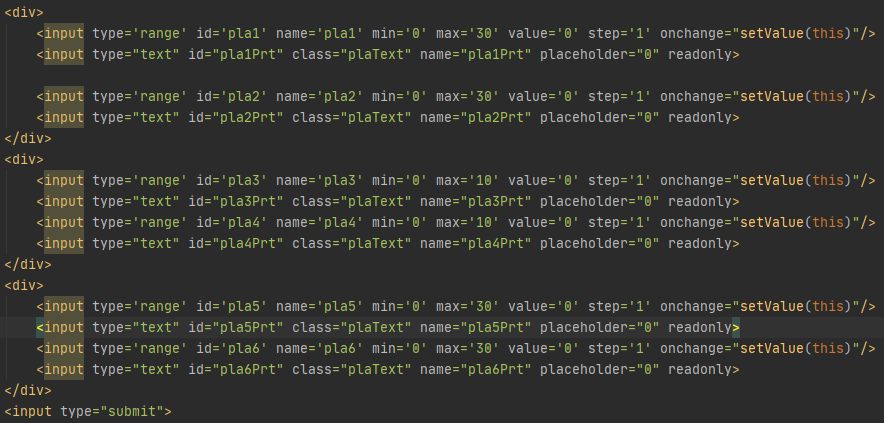 <div>
    <input type='range' id='pla1' name='pla1' min='0' max='30' value='0' step='1' onchange="setValue(this)"/>
    <input type="text" id="pla1Prt" class="plaText" name="pla1Prt" placeholder="0" readonly>

    <input type='range' id='pla2' name='pla2' min='0' max='30' value='0' step='1' onchange="setValue(this)"/>
    <input type="text" id="pla2Prt" class="plaText" name="pla2Prt" placeholder="0" readonly>
</div>
<div>
    <input type='range' id='pla3' name='pla3' min='0' max='10' value='0' step='1' onchange="setValue(this)"/>
    <input type="text" id="pla3Prt" class="plaText" name="pla3Prt" placeholder="0" readonly>
    <input type='range' id='pla4' name='pla4' min='0' max='10' value='0' step='1' onchange="setValue(this)"/>
    <input type="text" id="pla4Prt" class="plaText" name="pla4Prt" placeholder="0" readonly>
</div>
<div>
    <input type='range' id='pla5' name='pla5' min='0' max='30' value='0' step='1' onchange="setValue(this)"/>
    <input type="text" id="pla5Prt" class="plaText" name="pla5Prt" placeholder="0" readonly>
    <input type='range' id='pla6' name='pla6' min='0' max='30' value='0' step='1' onchange="setValue(this)"/>
    <input type="text" id="pla6Prt" class="plaText" name="pla6Prt" placeholder="0" readonly>
</div>
<input type="submit">